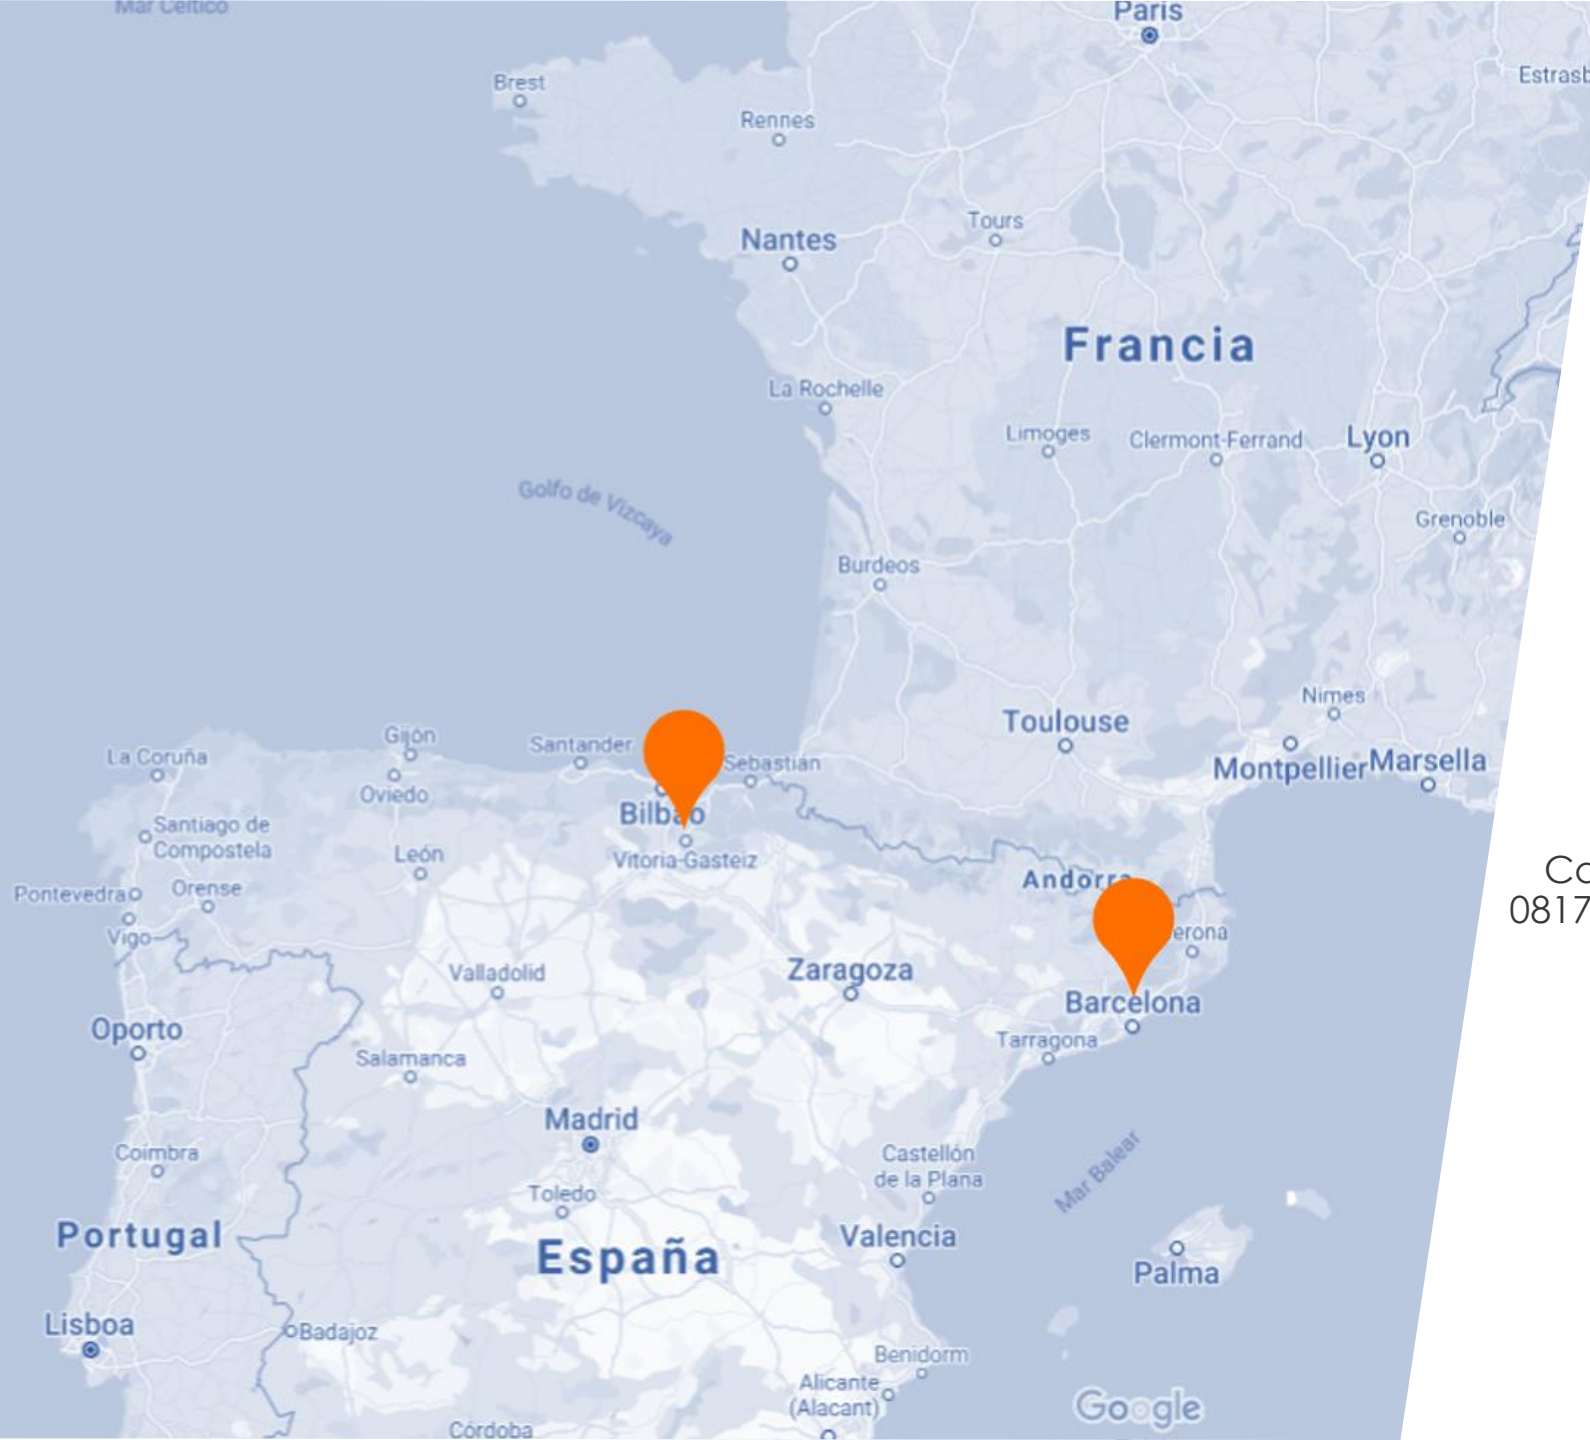 Mar Céltico
Paris
Estrasb
Brest
Rennes
Tours
Nantes
Francia
La Rochelle
Limoges
Clermont-Ferrand
Lyon
Golfo de Vizcaya
Grenoble
Burdeos
Nimes
Toulouse
Gijón
Santander
Sebastián
La Coruña
Montpellier
Marsella
Oviedo
Bilbao
Santiago de
Compostela
León
Vitoria-Gasteiz
Andorra
Co
0817
Pontevedra
Orense
Vigo
erona
Valladolid
Zaragoza
Barcelona
Oporto
Tarragona
Salamanca
Madrid
Coimbra
Castellón
de la Plana
Mar Balear
Toledo
Portugal
España
Valencia
Palma
Lisboa
Badajoz
Benidorm
Alicante
(Alacant)
Google
Córdoba